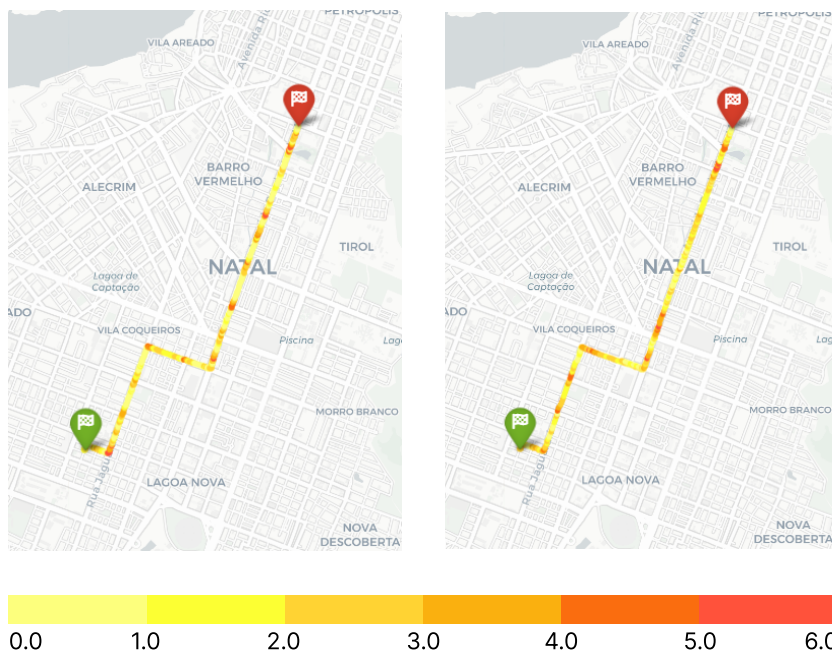 PETRÓPOLIS
VILA AREADO
Avenida Rio
BARRO
VERMELHO
ALECRIM
TIROL
NATAL
Lagoa de
Captação
ADO
VILA COQUEIROS
Piscina
Lago
MORRO BRANCO
Rua Jagu
LAGOA NOVA
NOVA
DESCOBERTA
PETRÓPOLIS
VILA AREADO
Avenida Ri
BARRO
VERMELHO
ALECRIM
TIROL
NATAL
Lagoa de
Captação
ADO
VILA COQUEIROS
Piscina
Lag
MORRO BRANCO
Rua Jagu
LAGOA NOVA
NOVA
DESCOBERTA
0.0 1.0 2.0 3.0 4.0 5.0 6.0